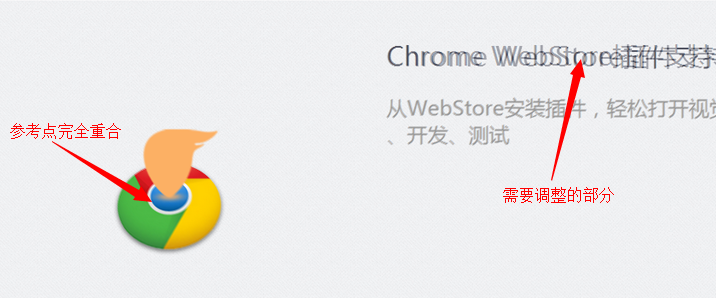 Chrome WebStore插件支持
从WebStore安装插件，轻松打开视觉
、开发、测试
参考点完全重合
需要调整的部分